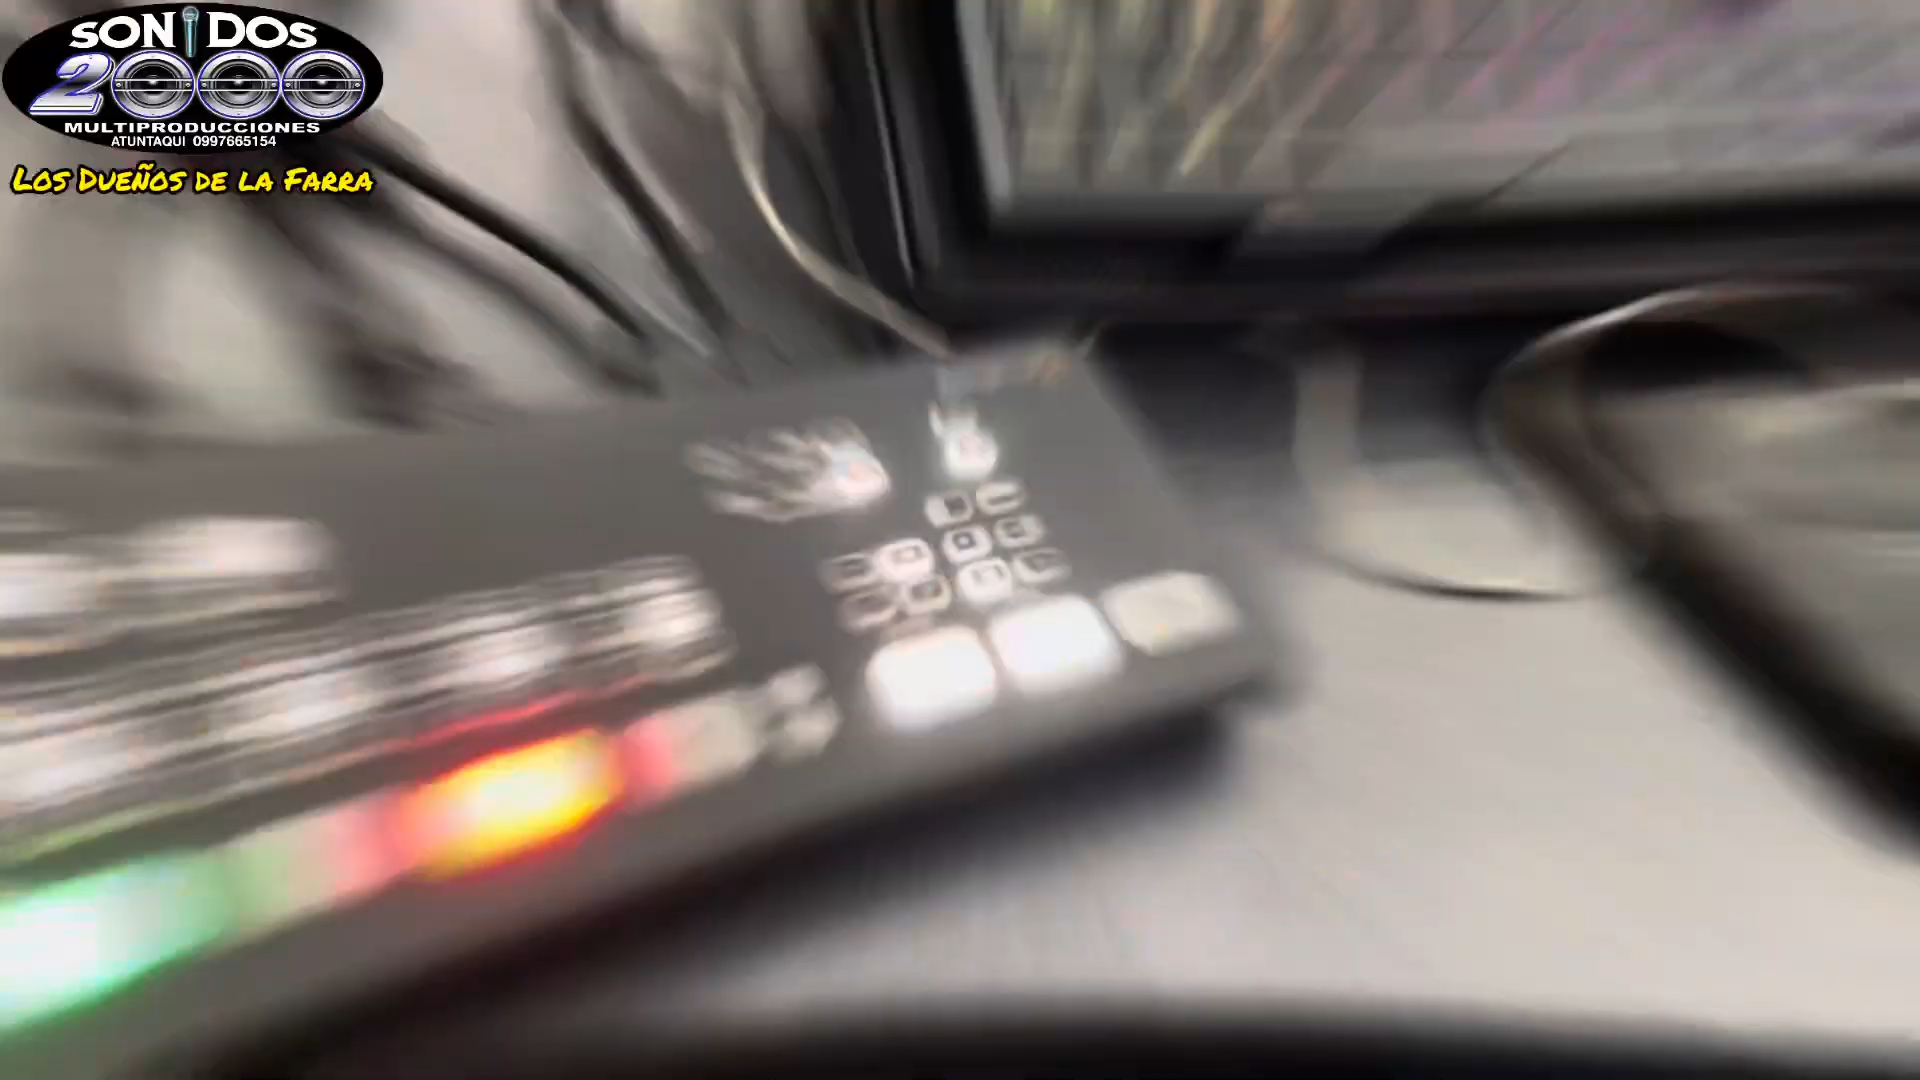 SONIDOS
2000
MULTIPRODUCCIONES
ATUNTAQUI 0997665154
LOS DUEÑOS DE LA FARRA